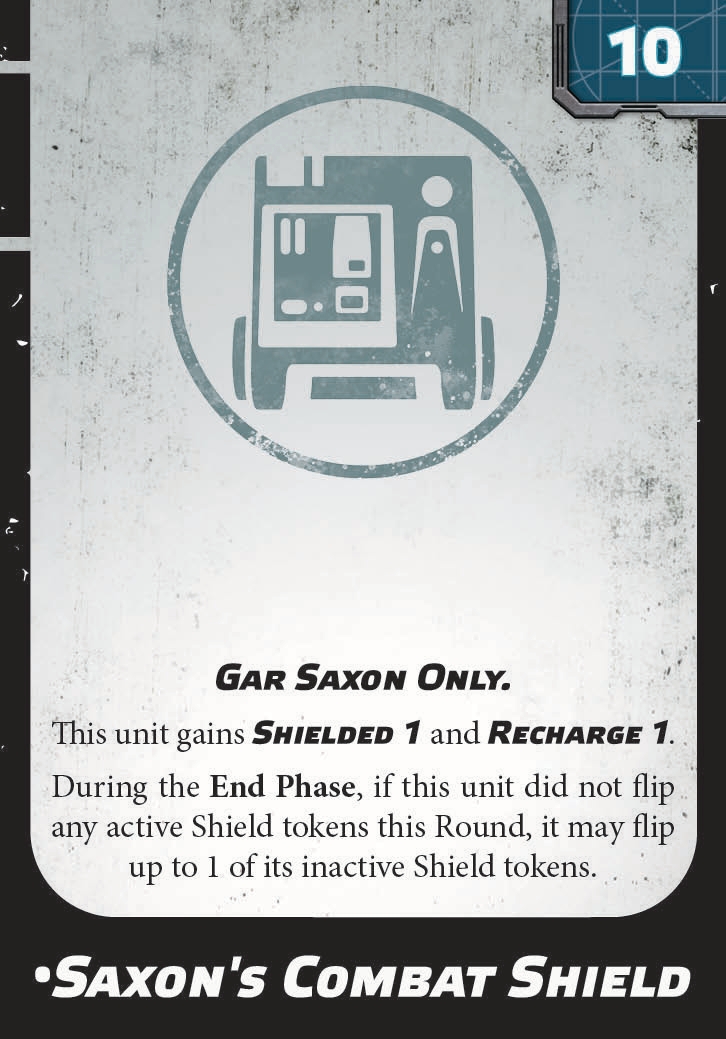 10
Gar Saxon Only.
This unit gains Shielded 1 and Recharge 1.
During the End Phase, if this unit did not flip
any active Shield tokens this Round, it may flip
up to 1 of its inactive Shield tokens.
•Saxon's Combat Shield